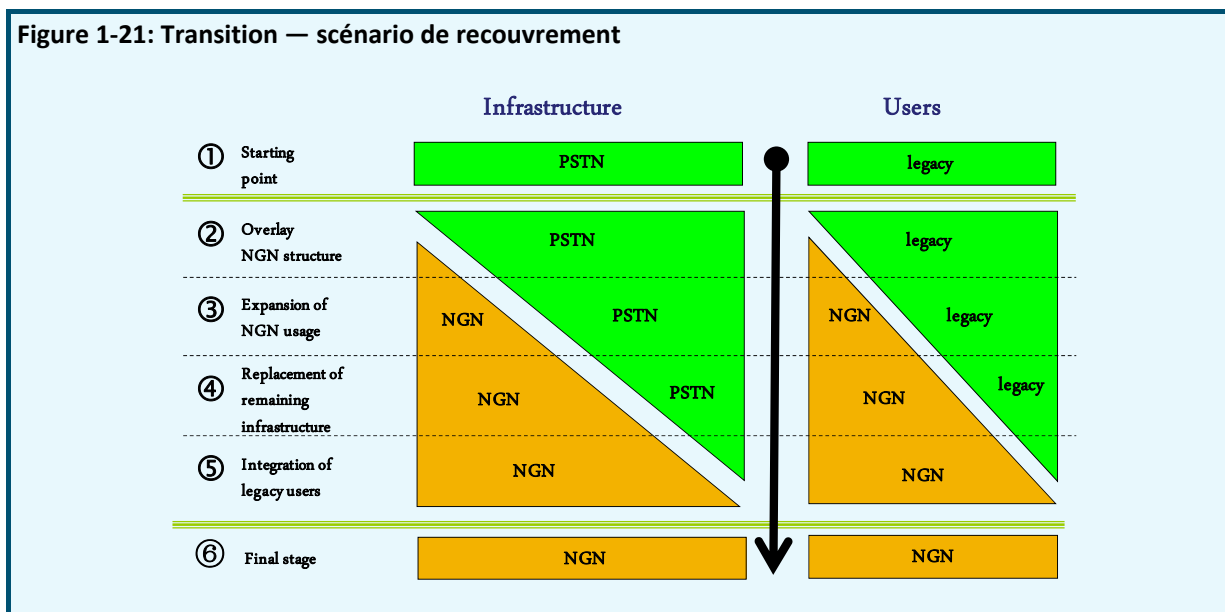 Figure 1-21: Transition — scénario de recouvrement
Infrastructure
Users
① Starting
point
PSTN
legacy
② Overlay
NGN structure
PSTN
legacy
③ Expansion of
NGN usage
NGN
PSTN
NGN
legacy
④ Replacement of
remaining
infrastructure
NGN
PSTN
NGN
legacy
⑤ Integration of
legacy users
NGN
NGN
⑥ Final stage
NGN
NGN